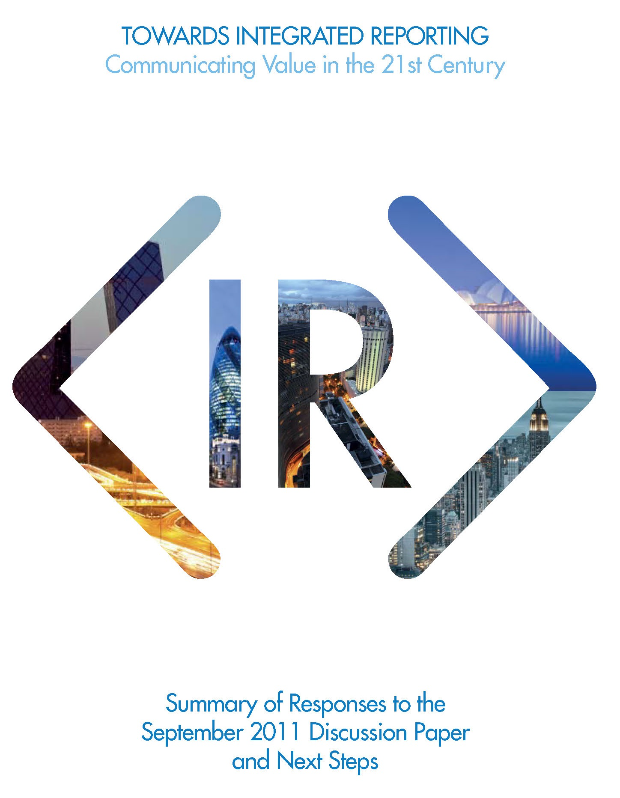 TOWARDS INTEGRATED REPORTING
Communicating Value in the 21st Century
IR
Summary of Responses to the
September 2011 Discussion Paper
and Next Steps